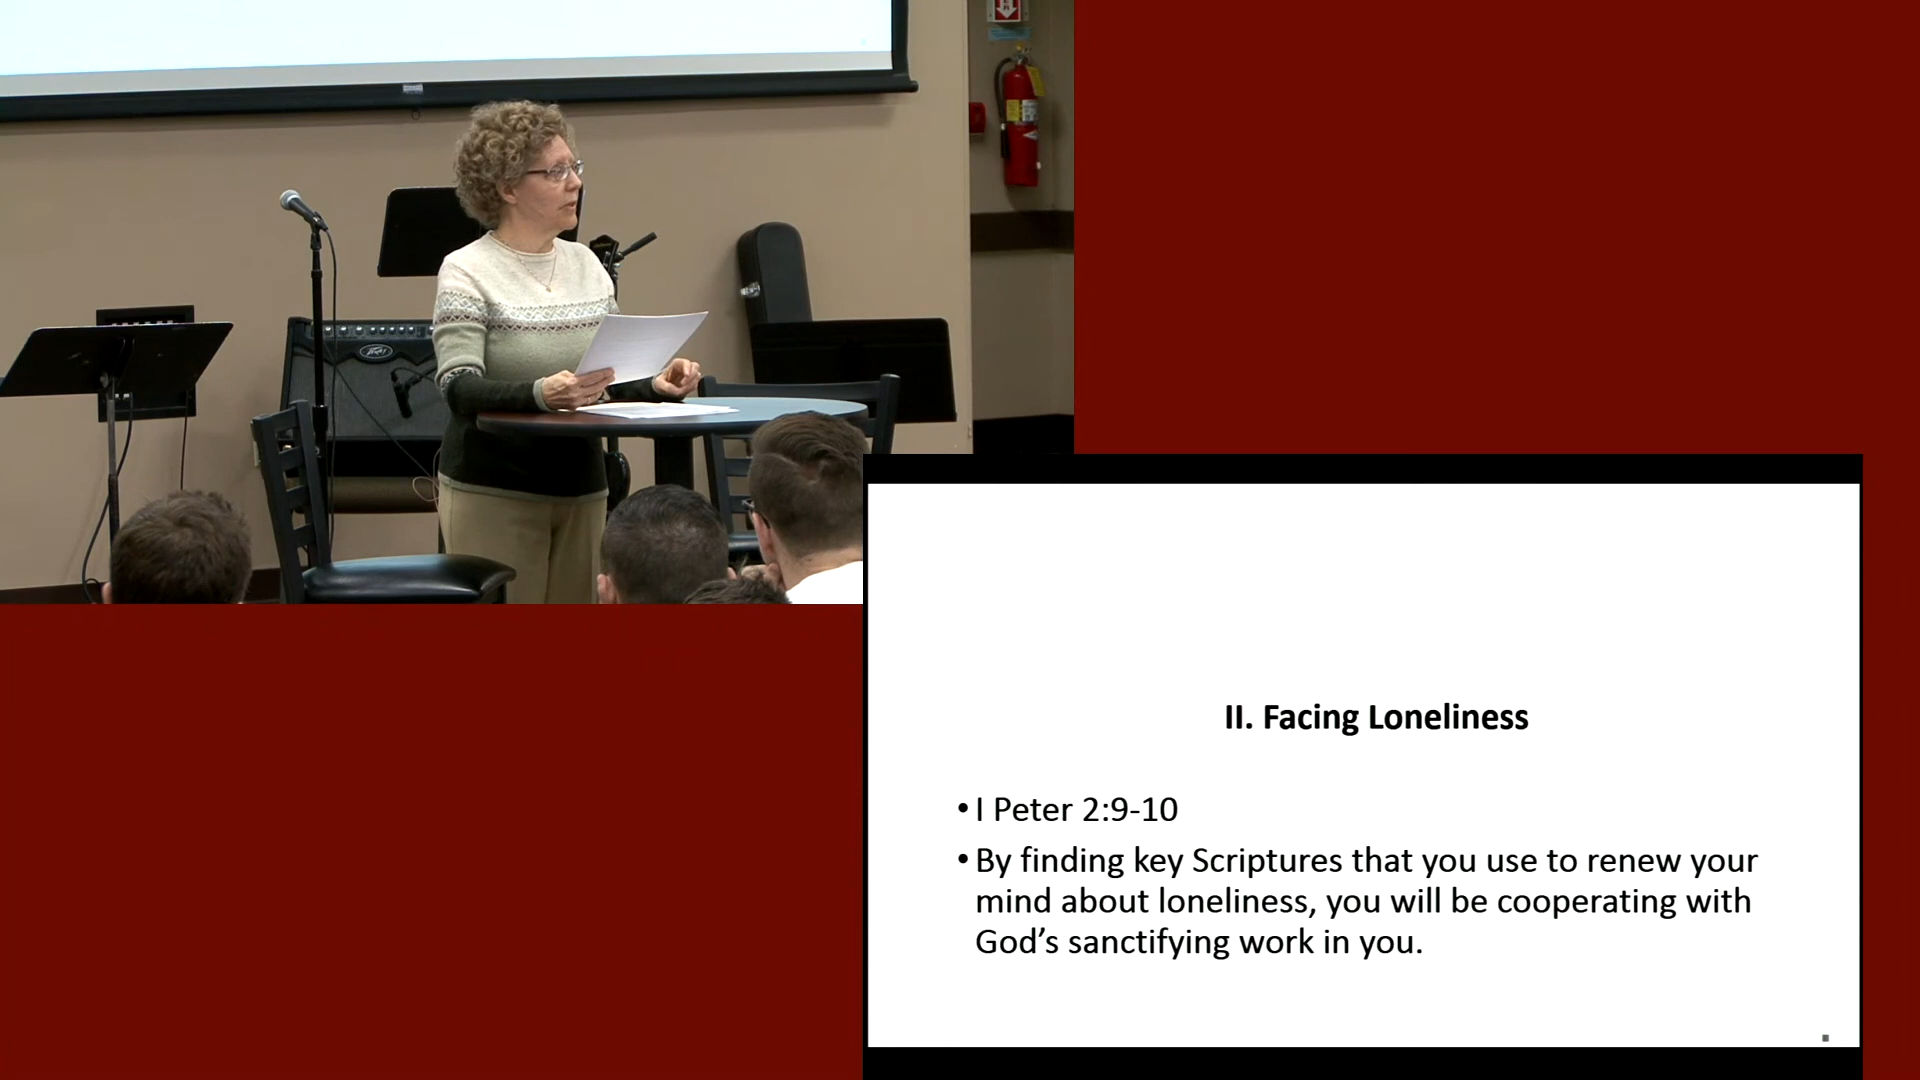 PEAVEY
II. Facing Loneliness
• I Peter 2:9-10
• By finding key Scriptures that you use to renew your
mind about loneliness, you will be cooperating with
God’s sanctifying work in you.